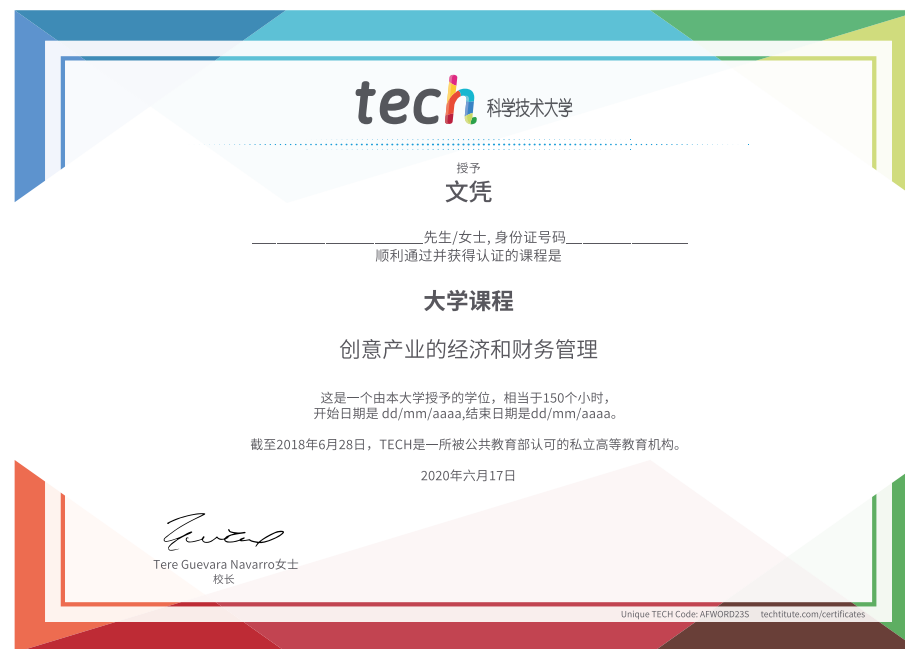 tech 科学技术大学
授予
文凭
______________________先生/女士, 身份证号码_______________
顺利通过并获得认证的课程是
大学课程
创意产业的经济和财务管理
这是一个由本大学授予的学位，相当于150个小时，
开始日期是 dd/mm/aaaa,结束日期是dd/mm/aaaa。
截至2018年6月28日，TECH是一所被公共教育部认可的私立高等教育机构。
2020年六月17日
Tere Guevara Navarro女士
校长
Unique TECH Code: AFWORD23S techtitute.com/certificates